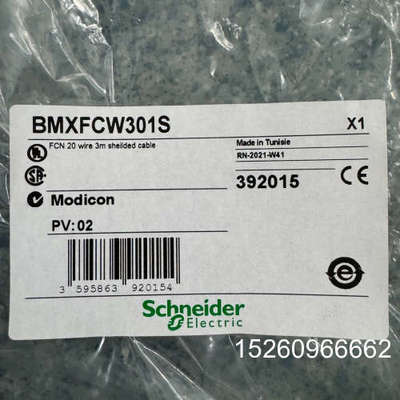 BMXFCW301S X1
FCN 20 wire 3m sheilded cable
Made in Tunisie
RN-2021-W41
392015
Modicon
PV: 02
3 595863 920154
Schneider
Electric
15260966662